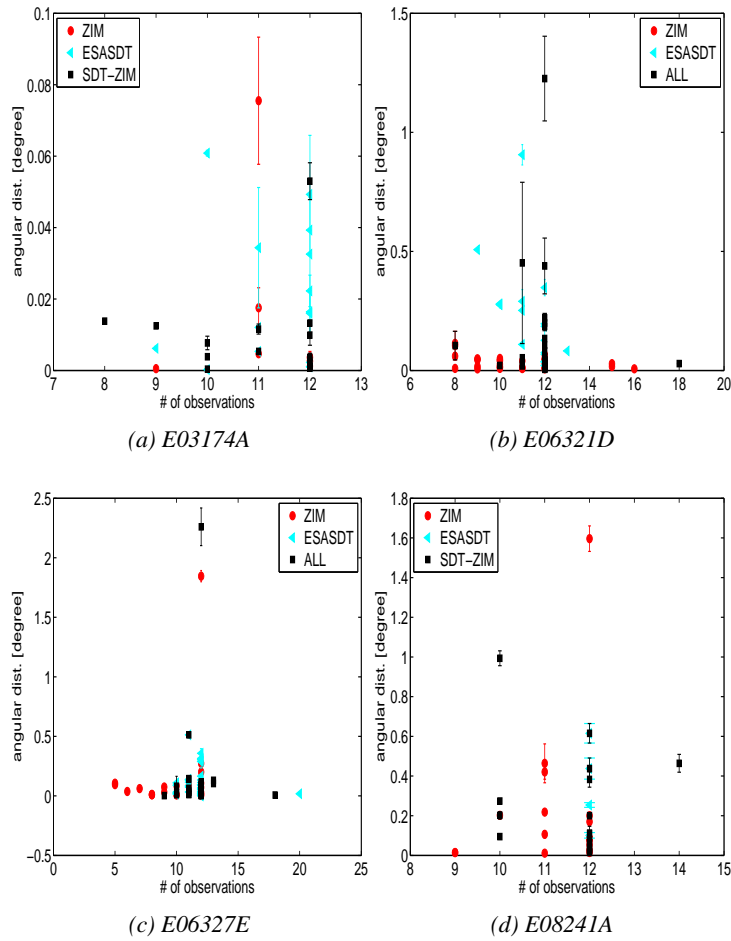 0.1
0.08
0.06
0.04
0.02
0
7 8 9 10 11 12 13
angular dist. [degree]
# of observations
ZIM
ESASDT
SDT−ZIM
(a) E03174A
1.5
1
0.5
0
6 8 10 12 14 16 18 20
angular dist. [degree]
# of observations
ZIM
ESASDT
ALL
(b) E06321D
2.5
2
1.5
1
0.5
0
−0.5
0 5 10 15 20 25
angular dist. [degree]
# of observations
ZIM
ESASDT
ALL
(c) E06327E
1.8
1.6
1.4
1.2
1
0.8
0.6
0.4
0.2
0
8 9 10 11 12 13 14 15
angular dist. [degree]
# of observations
ZIM
ESASDT
SDT−ZIM
(d) E08241A